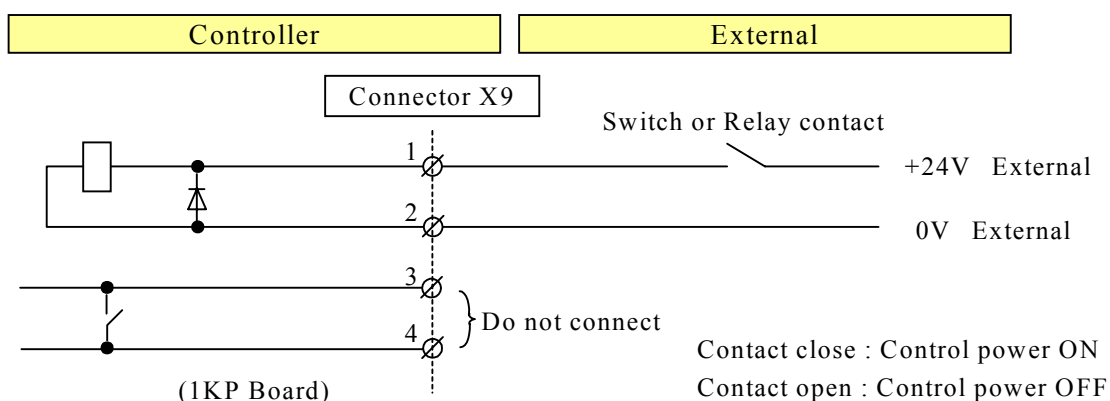 Controller
External
Connector X9
Switch or Relay contact
1
+24V External
2
0V External
3
Do not connect
4
Contact close : Control power ON
(1KP Board)
Contact open : Control power OFF